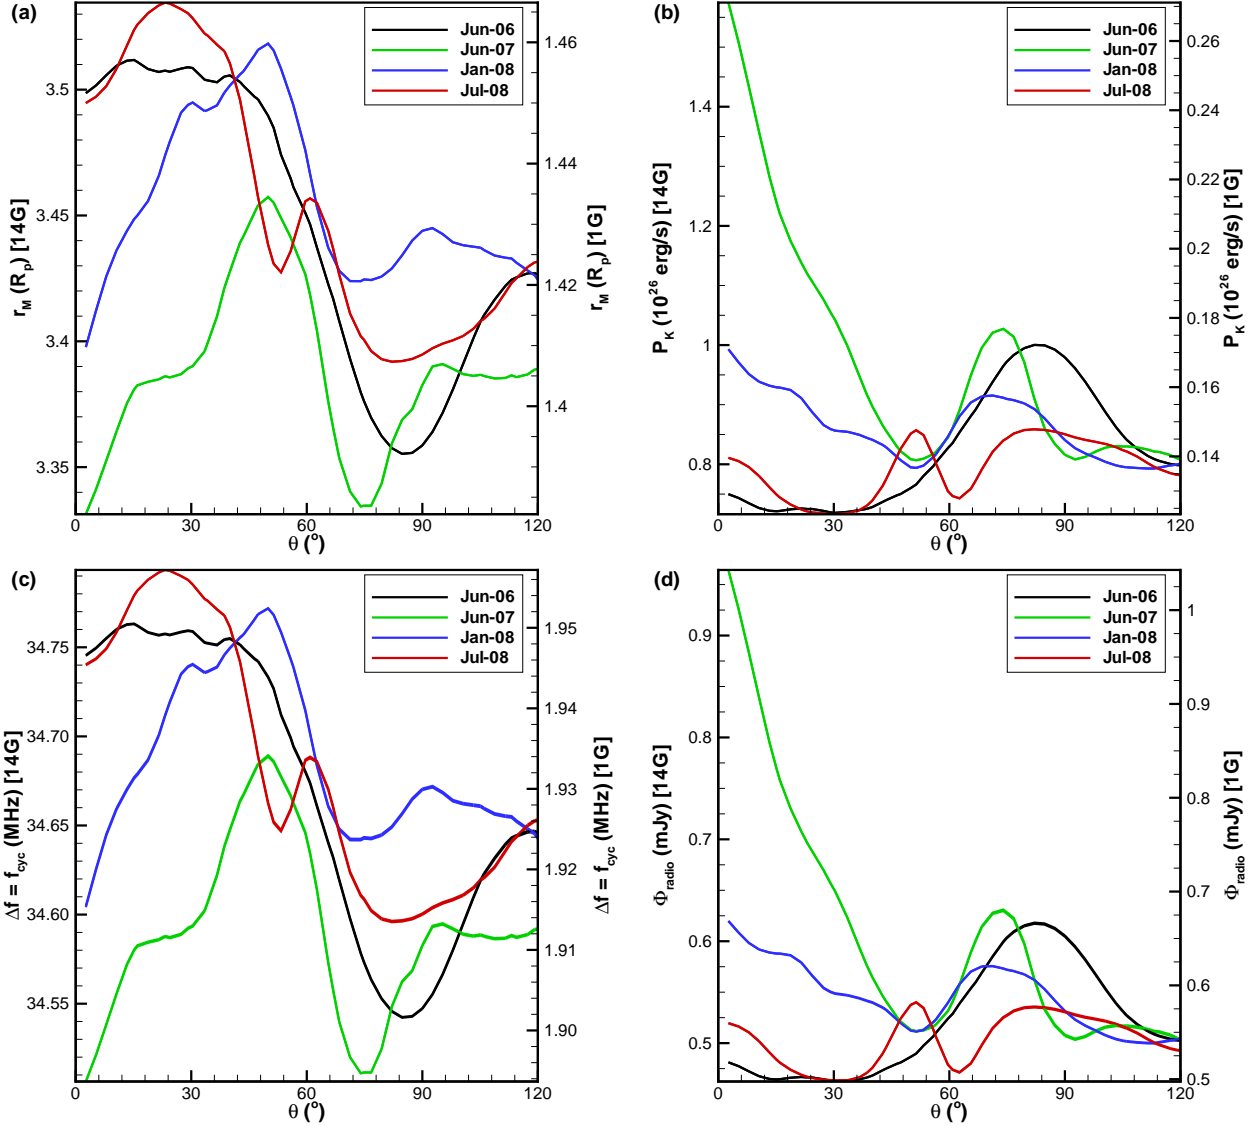 (a)
Jun-06
Jun-07
Jan-08
Jul-08
3.5
3.45
3.4
3.35
1.46
1.44
1.42
1.4
0 30 60 90 120
θ (°)
r_M (R_p) [14G]
r_M (R_p) [1G]
(b)
Jun-06
Jun-07
Jan-08
Jul-08
1.4
1.2
1
0.8
0.26
0.24
0.22
0.2
0.18
0.16
0.14
0 30 60 90 120
θ (°)
P_K (10^26 erg/s) [14G]
P_K (10^26 erg/s) [1G]
(c)
Jun-06
Jun-07
Jan-08
Jul-08
34.75
34.70
34.65
34.60
34.55
1.95
1.94
1.93
1.92
1.91
1.90
0 30 60 90 120
θ (°)
Δf = f_cyc (MHz) [14G]
Δf = f_cyc (MHz) [1G]
(d)
Jun-06
Jun-07
Jan-08
Jul-08
0.9
0.8
0.7
0.6
0.5
1
0.9
0.8
0.7
0.6
0.5
0 30 60 90 120
θ (°)
Φ_radio (mJy) [14G]
Φ_radio (mJy) [1G]